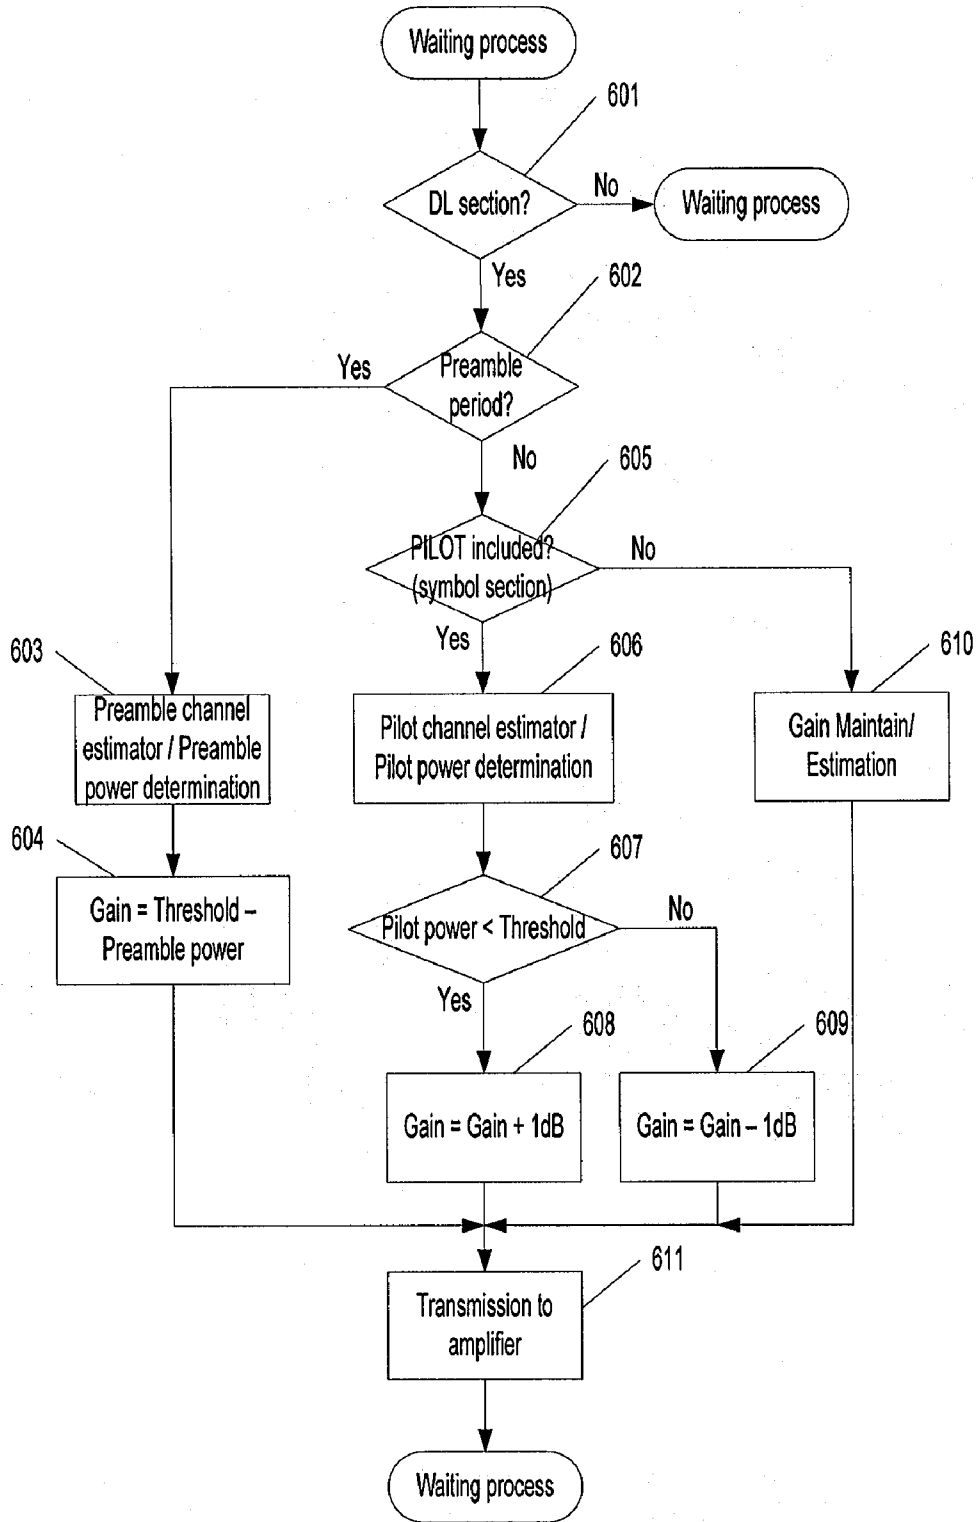 Waiting process
601
DL section?
No
Waiting process
Yes
602
Yes
Preamble
period?
No
605
PILOT included?
(symbol section)
No
Yes
603
606
610
Preamble channel
estimator / Preamble
power determination
Pilot channel estimator /
Pilot power determination
Gain Maintain/
Estimation
604
607
Gain = Threshold –
Preamble power
Pilot power < Threshold
No
Yes
608
609
Gain = Gain + 1dB
Gain = Gain – 1dB
611
Transmission to
amplifier
Waiting process